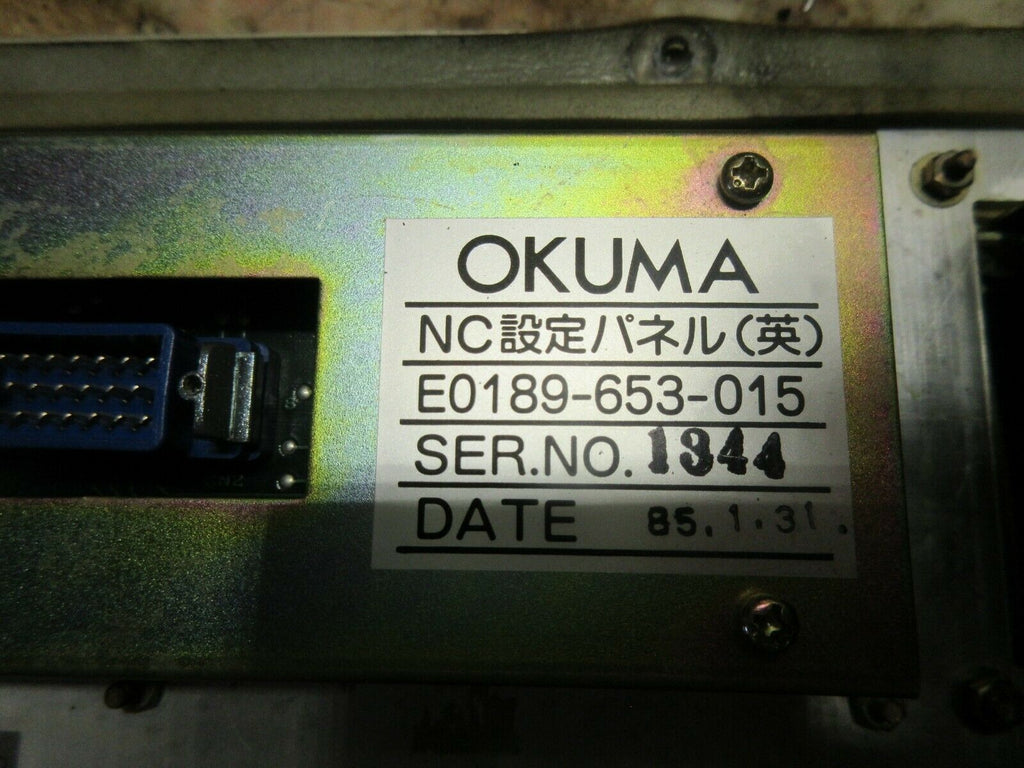 OKUMA
NC設定パネル(英)
E0189-653-015
SER.NO. 1344
DATE 85.1.31.
CN2